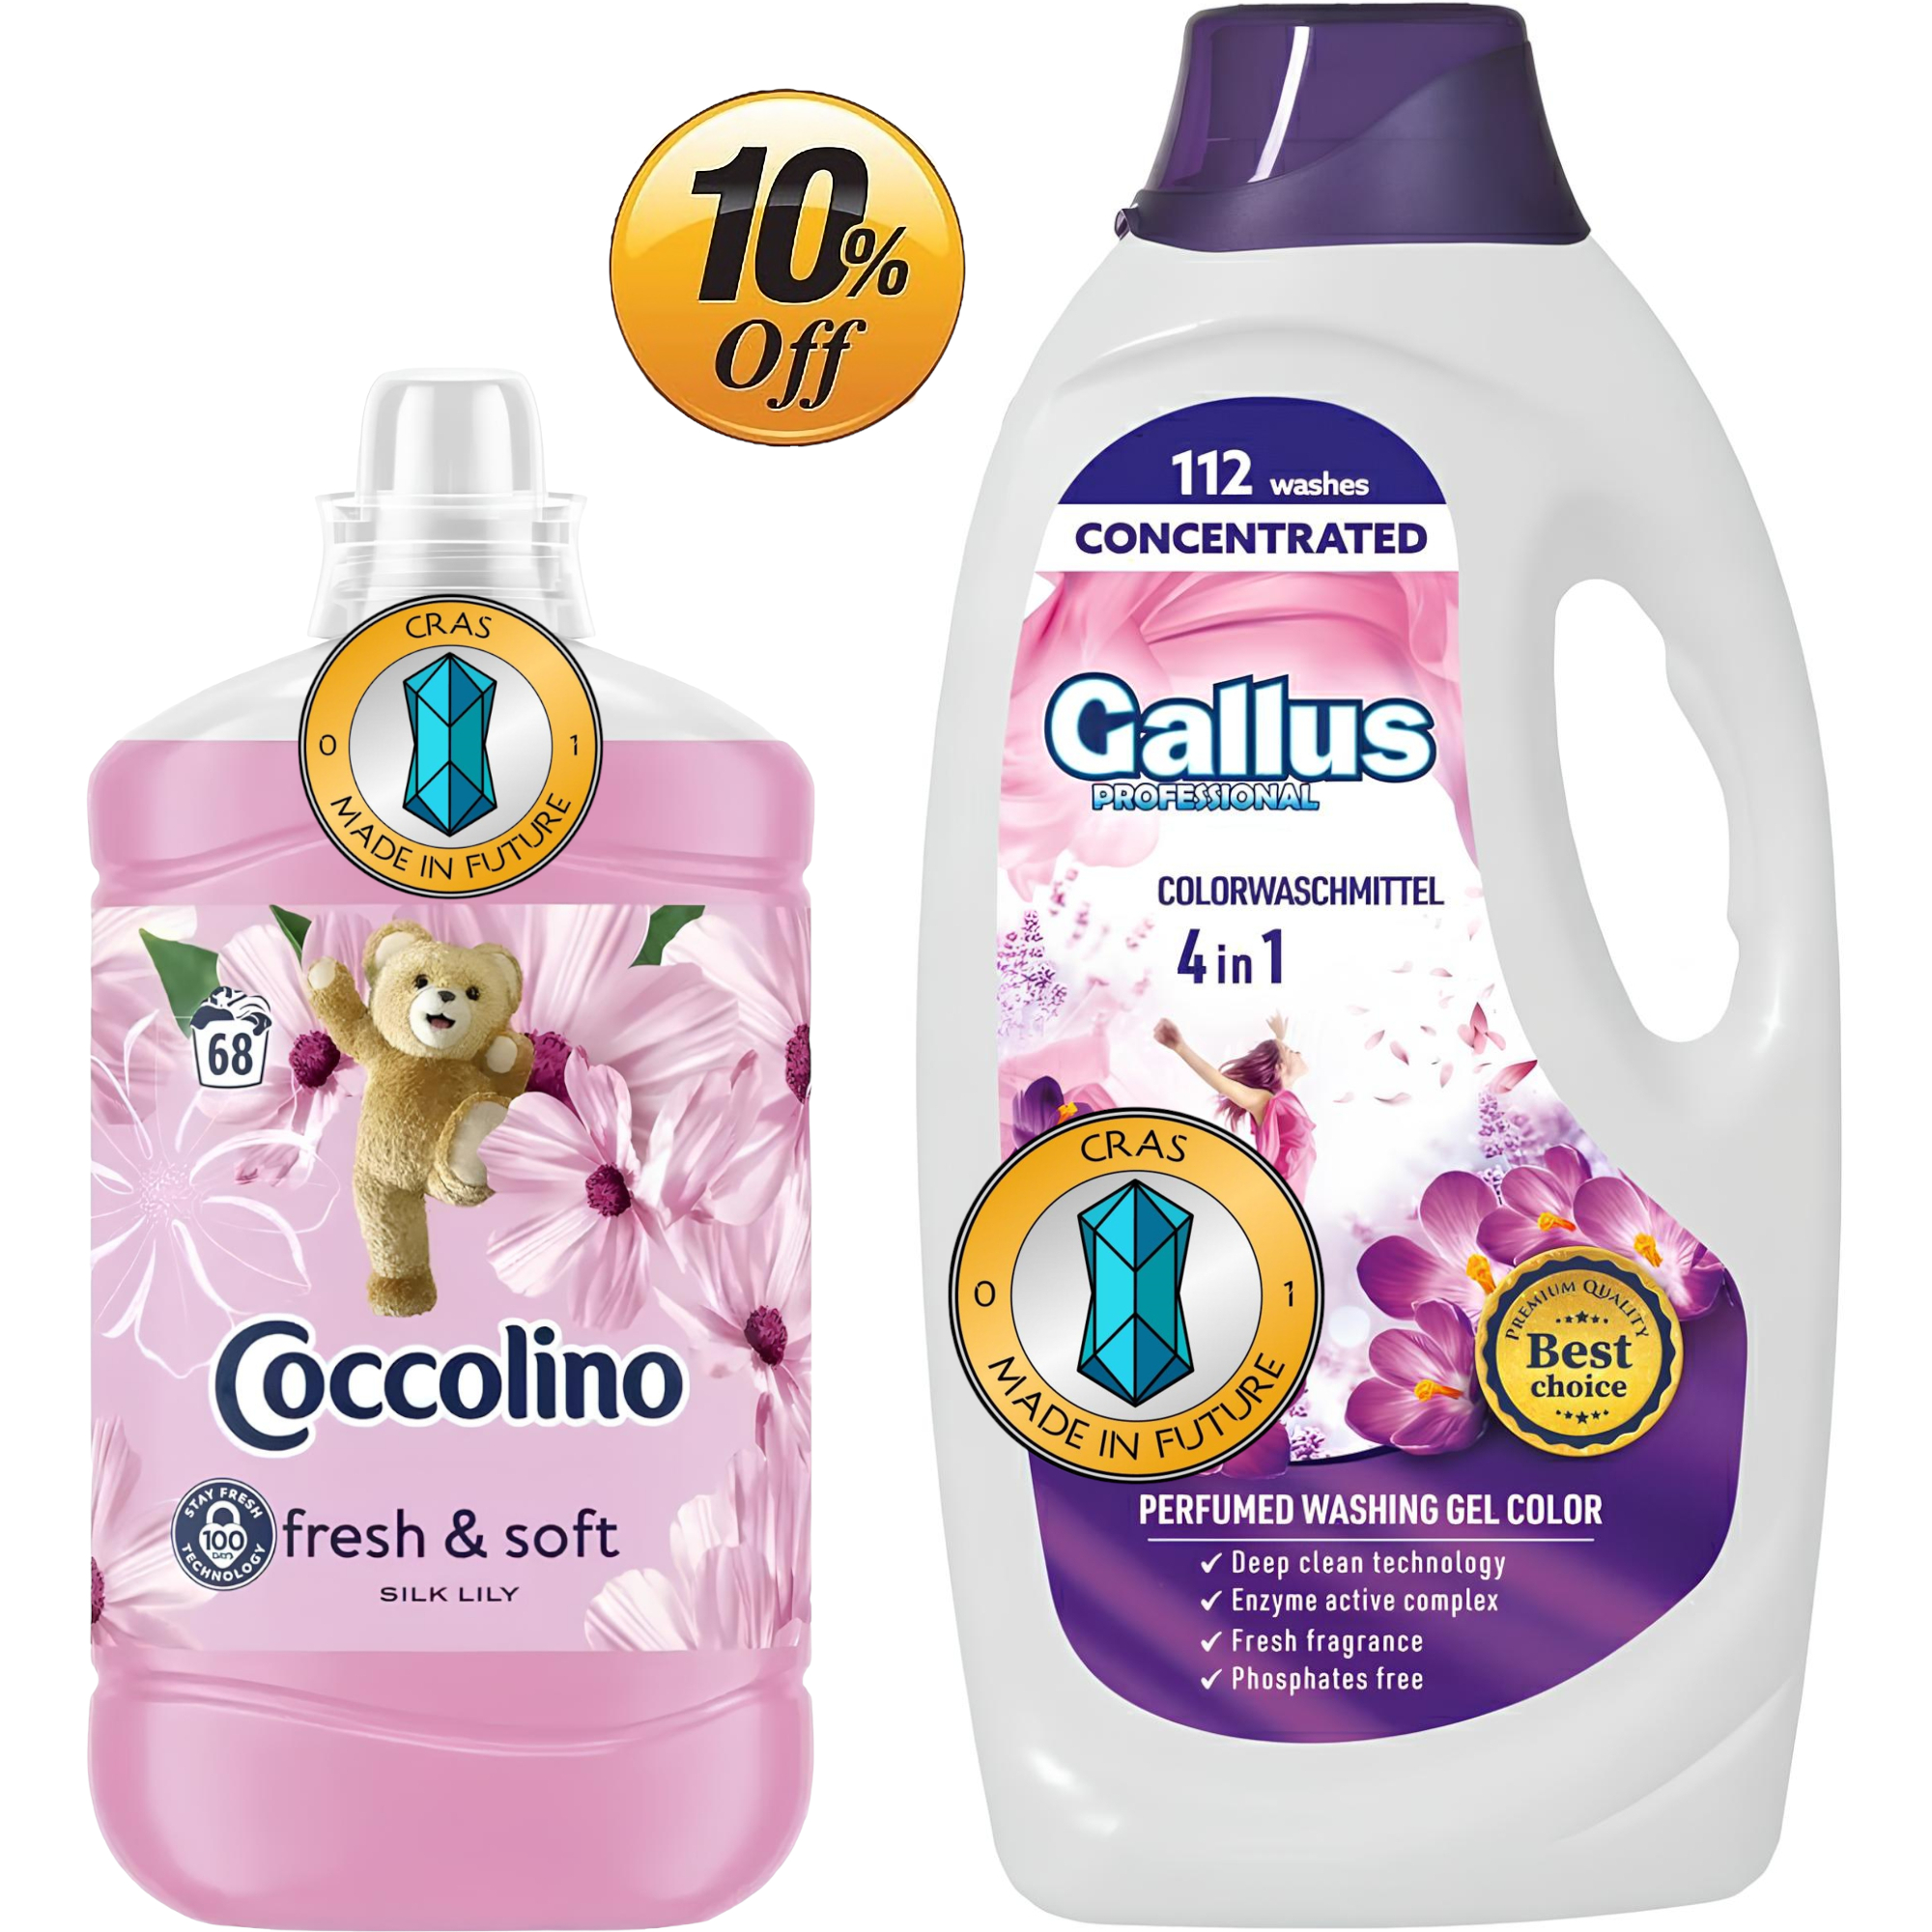 10%
Off
CRAS
0 1
MADE IN FUTURE
68
Coccolino
STAY FRESH
100
DAYS
TECHNOLOGY
fresh & soft
SILK LILY
112 washes
CONCENTRATED
Gallus
PROFESSIONAL
COLORWASCHMITTEL
4 in 1
CRAS
0 1
MADE IN FUTURE
PREMIUM QUALITY
Best
choice
PERFUMED WASHING GEL COLOR
✓ Deep clean technology
✓ Enzyme active complex
✓ Fresh fragrance
✓ Phosphates free